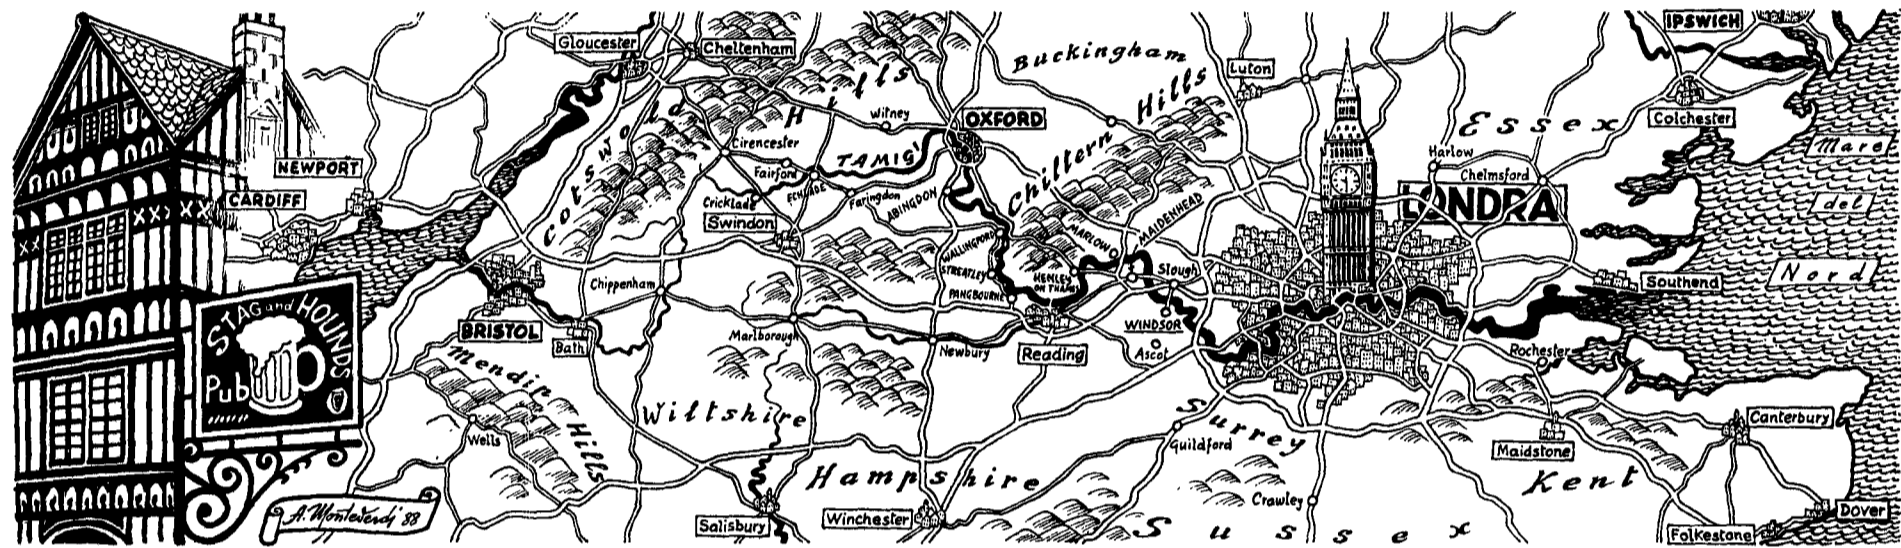 IPSWICH
Gloucester
Cheltenham
Buckingham
Luton
Colchester
Cotswold Hills
Witney
OXFORD
Chiltern Hills
Essex
Mare
del
Nord
NEWPORT
CARDIFF
Cirencester
TAMIGI
Fairford
LECHLADE
Cricklade
Faringdon
ABINGDON
Swindon
Harlow
Chelmsford
LONDRA
WALLINGFORD
MARLOW
MAIDENHEAD
STREATLEY
HENLEY
ON THAMES
Slough
PANGBOURNE
Chippenham
Southend
STAG and HOUNDS
Pub
BRISTOL
Bath
Marlborough
Newbury
Reading
WINDSOR
Ascot
Rochester
Mendin Hills
Wells
Wiltshire
Surrey
Guildford
Canterbury
Maidstone
Hampshire
Kent
Salisbury
Winchester
Crawley
Sussex
Folkestone
Dover
A. Monteverdi '88